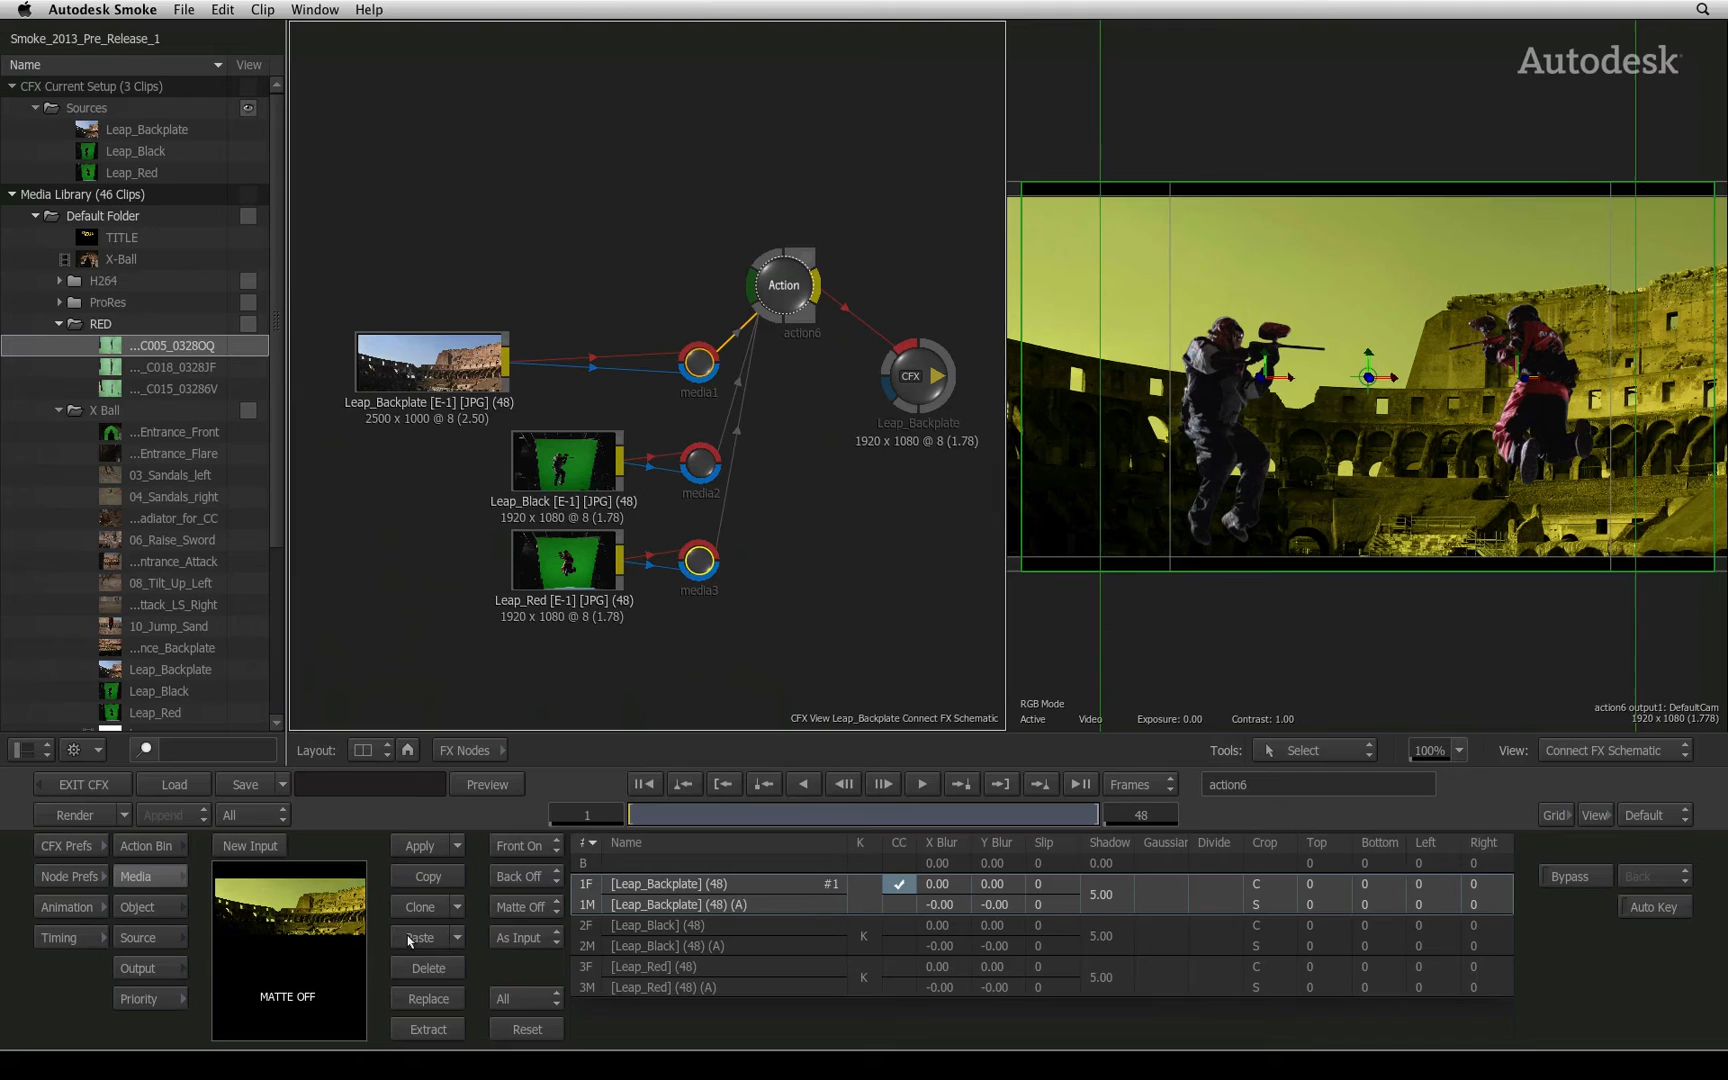 Autodesk Smoke File Edit Clip Window Help
Smoke_2013_Pre_Release_1
Name View
CFX Current Setup (3 Clips)
Sources
Leap_Backplate
Leap_Black
Leap_Red
Media Library (46 Clips)
Default Folder
TITLE
X-Ball
H264
ProRes
RED
...C005_0328OQ
..._C018_0328JF
...C015_03286V
X Ball
...Entrance_Front
...Entrance_Flare
03_Sandals_left
04_Sandals_right
...adiator_for_CC
06_Raise_Sword
...ntrance_Attack
08_Tilt_Up_Left
...ttack_LS_Right
10_Jump_Sand
...nce_Backplate
Leap_Backplate
Leap_Black
Leap_Red
Action
action6
Leap_Backplate [E-1] [JPG] (48)
2500 x 1000 @ 8 (2.50)
media1
CFX
Leap_Backplate
1920 x 1080 @ 8 (1.78)
Leap_Black [E-1] [JPG] (48)
1920 x 1080 @ 8 (1.78)
media2
Leap_Red [E-1] [JPG] (48)
1920 x 1080 @ 8 (1.78)
media3
CFX View Leap_Backplate Connect FX Schematic
Autodesk
RGB Mode
Active Video Exposure: 0.00 Contrast: 1.00
action6 output1: DefaultCam
1920 x 1080 (1.778)
Layout: FX Nodes Tools: Select 100% View: Connect FX Schematic
EXIT CFX Load Save Preview Frames action6
Render Append All 1 48 Grid View Default
CFX Prefs Action Bin New Input Apply Front On
Node Prefs Media Copy Back Off
Animation Object Clone Matte Off
Timing Source Paste As Input
Output Delete
Priority Replace All
Extract Reset
MATTE OFF
# Name K CC X Blur Y Blur Slip Shadow Gaussian Divide Crop Top Bottom Left Right
B 0.00 0.00 0 0.00 0 0 0 0
1F [Leap_Backplate] (48) #1 0.00 0.00 0 5.00 C 0 0 0 0
1M [Leap_Backplate] (48) (A) -0.00 -0.00 0 S 0 0 0 0
2F [Leap_Black] (48) K 0.00 0.00 0 5.00 C 0 0 0 0
2M [Leap_Black] (48) (A) -0.00 -0.00 0 S 0 0 0 0
3F [Leap_Red] (48) K 0.00 0.00 0 5.00 C 0 0 0 0
3M [Leap_Red] (48) (A) -0.00 -0.00 0 S 0 0 0 0
Bypass Back
Auto Key